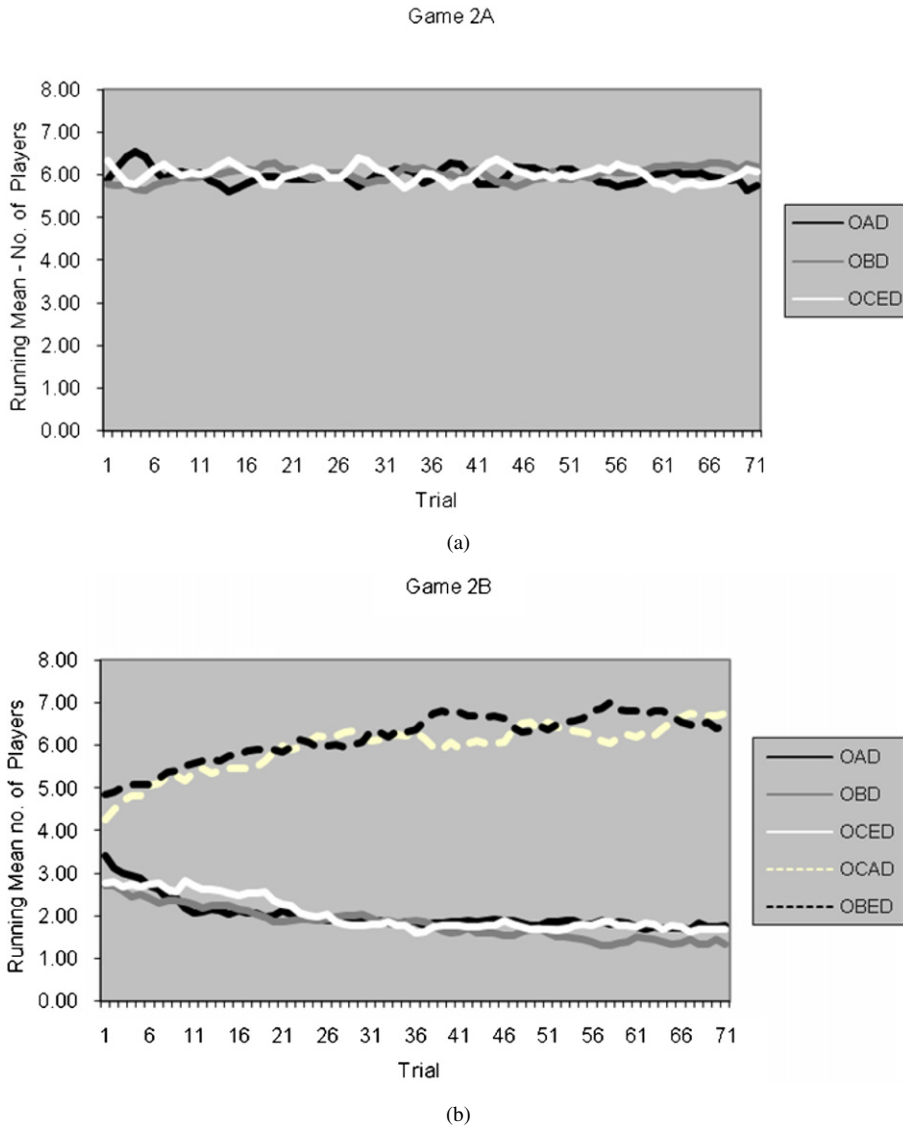 Game 2A
8.00
7.00
6.00
5.00
4.00
3.00
2.00
1.00
0.00
Running Mean - No. of Players
1 6 11 16 21 26 31 36 41 46 51 56 61 66 71
Trial
OAD
OBD
OCED
(a)
Game 2B
8.00
7.00
6.00
5.00
4.00
3.00
2.00
1.00
0.00
Running Mean no. of Players
1 6 11 16 21 26 31 36 41 46 51 56 61 66 71
Trial
OAD
OBD
OCED
OCAD
OBED
(b)